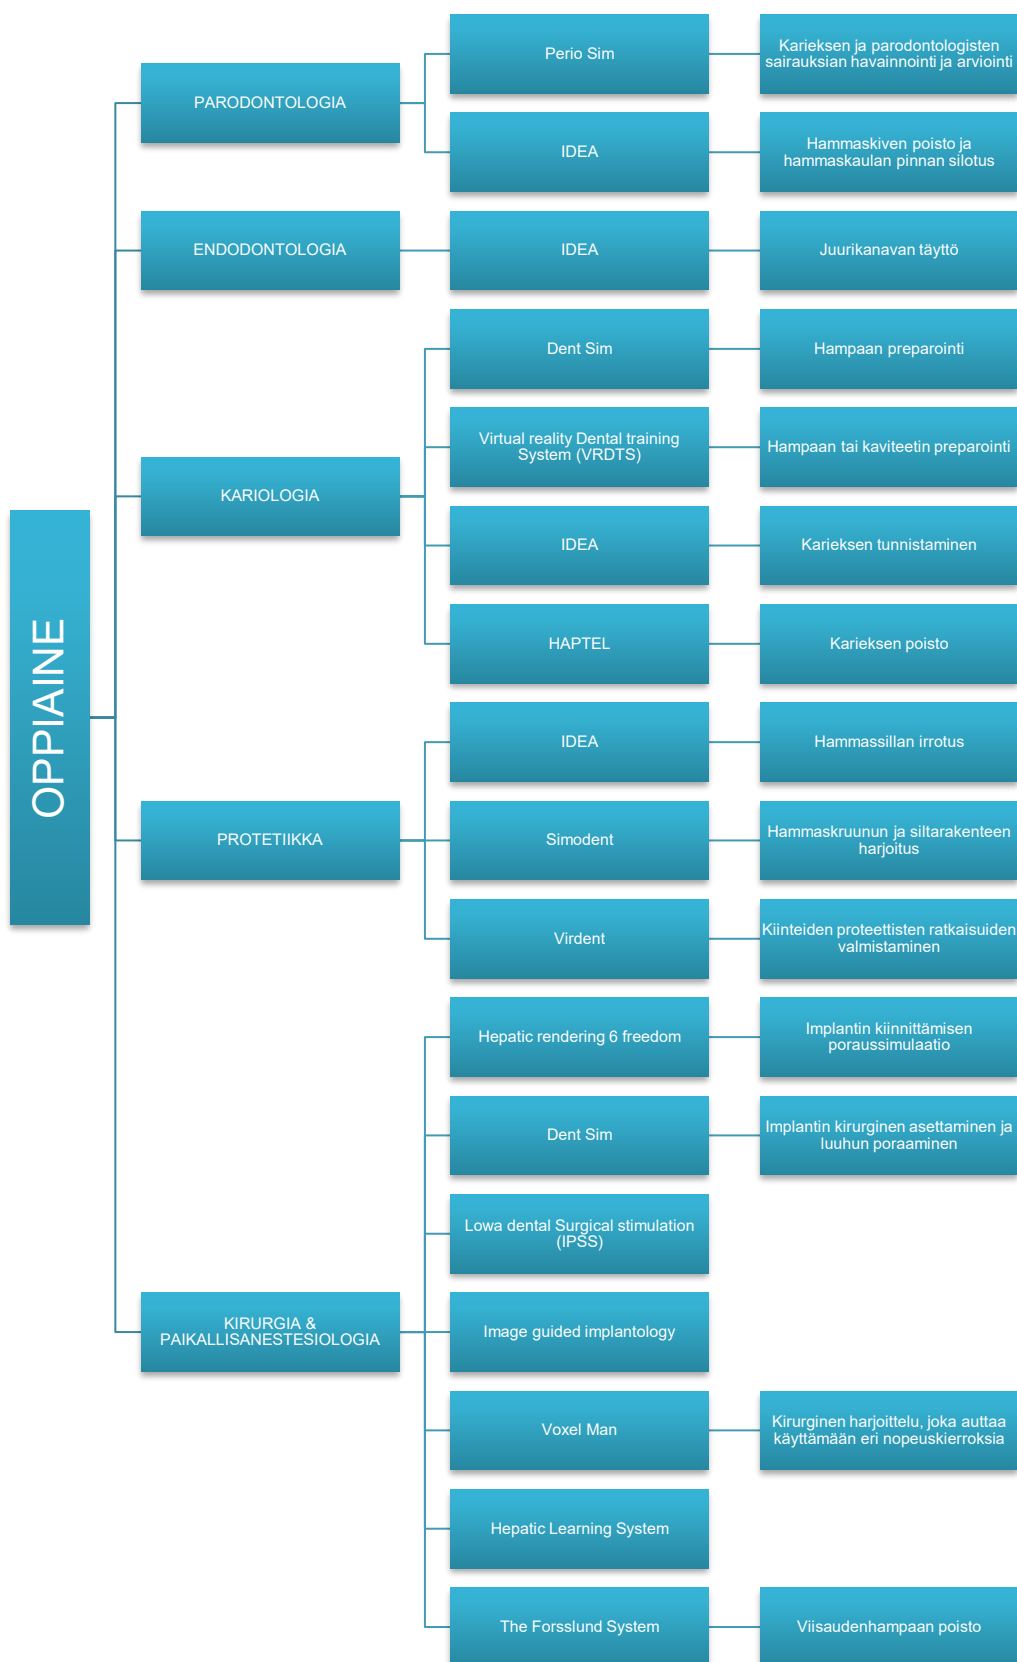 OPPIAINE
PARODONTOLOGIA
Perio Sim
Karieksen ja parodontologisten
sairauksian havainnointi ja arviointi
IDEA
Hammaskiven poisto ja
hammaskaulan pinnan silotus
ENDODONTOLOGIA
IDEA
Juurikanavan täyttö
KARIOLOGIA
Dent Sim
Hampaan preparointi
Virtual reality Dental training
System (VRDTS)
Hampaan tai kaviteetin preparointi
IDEA
Karieksen tunnistaminen
HAPTEL
Karieksen poisto
PROTETIIKKA
IDEA
Hammassillan irrotus
Simodent
Hammaskruunun ja siltarakenteen
harjoitus
Virdent
Kiinteiden proteettisten ratkaisuiden
valmistaminen
KIRURGIA &
PAIKALLISANESTESIOLOGIA
Hepatic rendering 6 freedom
Implantin kiinnittämisen
poraussimulaatio
Dent Sim
Implantin kirurginen asettaminen ja
luuhun poraaminen
Lowa dental Surgical stimulation
(IPSS)
Image guided implantology
Voxel Man
Kirurginen harjoittelu, joka auttaa
käyttämään eri nopeuskierroksia
Hepatic Learning System
The Forsslund System
Viisaudenhampaan poisto